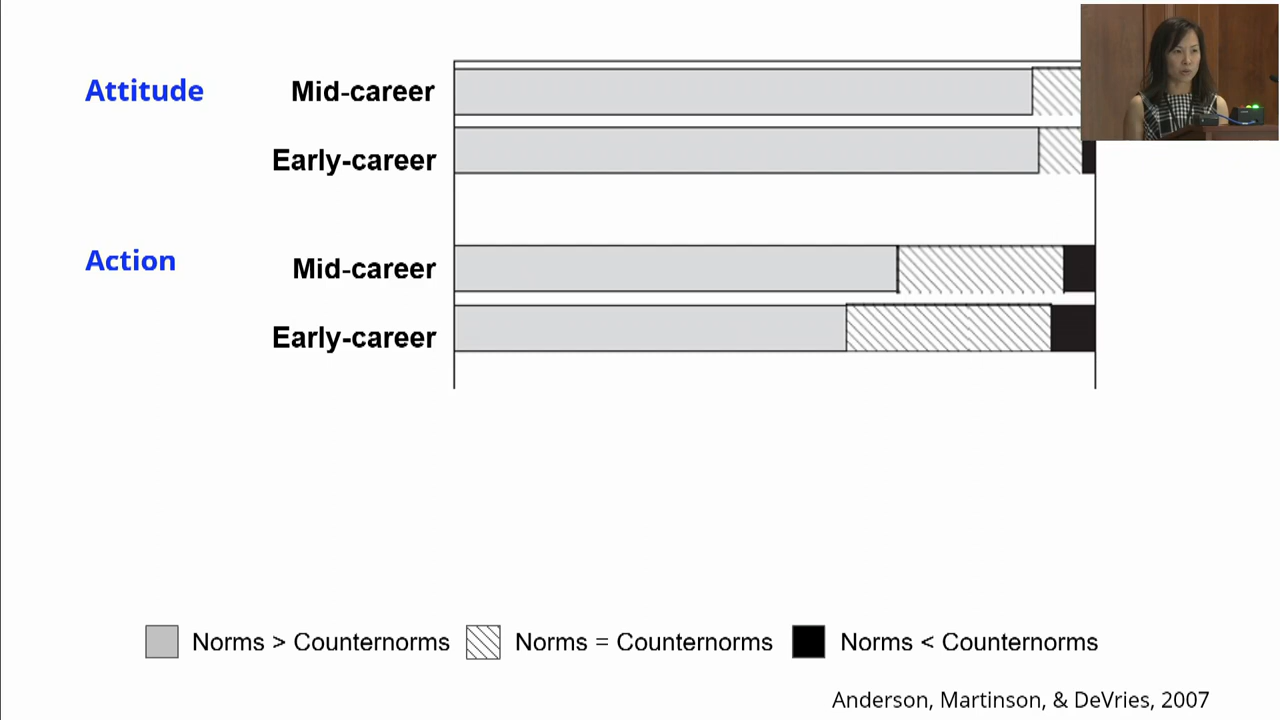 Attitude
Mid-career
Early-career
Action
Mid-career
Early-career
Norms > Counternorms
Norms = Counternorms
Norms < Counternorms
Anderson, Martinson, & DeVries, 2007